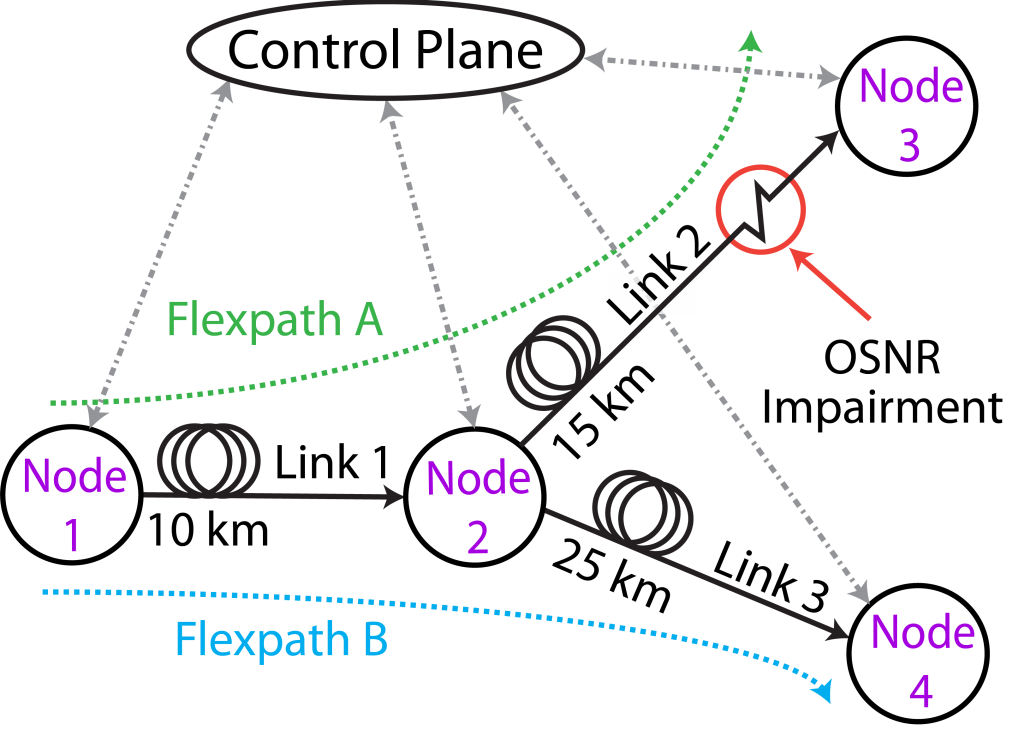 Control Plane
Node
3
Flexpath A
Link 2
15 km
OSNR
Impairment
Node
1
Link 1
10 km
Node
2
25 km
Link 3
Flexpath B
Node
4